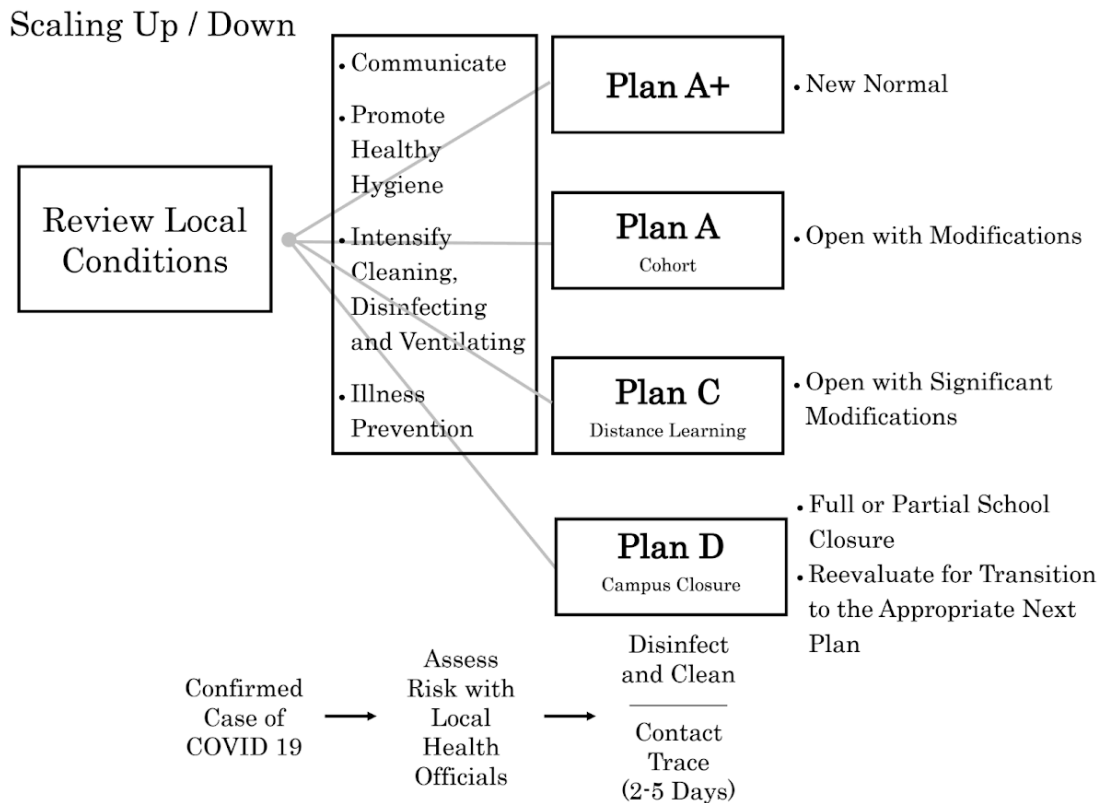 Scaling Up / Down
Review Local
Conditions
• Communicate
• Promote
Healthy
Hygiene
• Intensify
Cleaning,
Disinfecting
and Ventilating
• Illness
Prevention
Plan A+
• New Normal
Plan A
Cohort
• Open with Modifications
Plan C
Distance Learning
• Open with Significant
Modifications
Plan D
Campus Closure
• Full or Partial School
Closure
• Reevaluate for Transition
to the Appropriate Next
Plan
Confirmed
Case of
COVID 19
Assess
Risk with
Local
Health
Officials
Disinfect
and Clean
Contact
Trace
(2-5 Days)